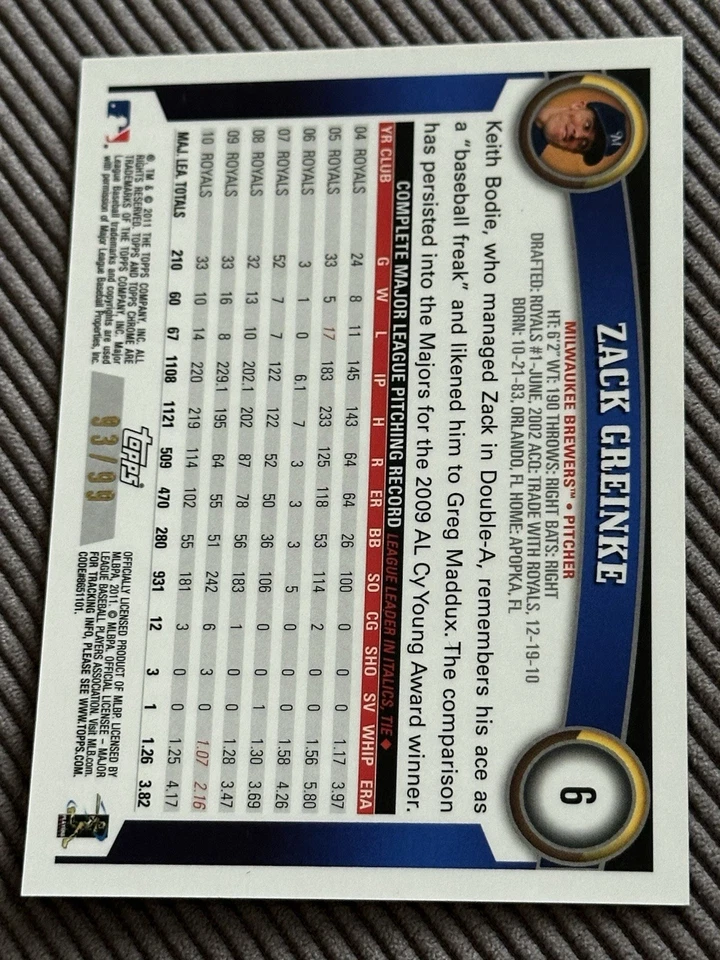 6
ZACK GREINKE
MILWAUKEE BREWERS™ • PITCHER
HT: 6'2" WT: 190 THROWS: RIGHT BATS: RIGHT
DRAFTED: ROYALS #1-JUNE, 2002 ACQ: TRADE WITH ROYALS, 12-19-10
BORN: 10-21-83, ORLANDO, FL HOME: APOPKA, FL
Keith Bodie, who managed Zack in Double-A, remembers his ace as
a "baseball freak" and likened him to Greg Maddux. The comparison
has persisted into the Majors for the 2009 AL Cy Young Award winner.
COMPLETE MAJOR LEAGUE PITCHING RECORD LEAGUE LEADER IN ITALICS, TIE ♦
YR CLUB G W L IP H R ER BB SO CG SHO SV WHIP ERA
04 ROYALS 24 8 11 145 143 64 64 26 100 0 0 0 1.17 3.97
05 ROYALS 33 5 17 183 233 125 118 53 114 2 0 0 1.56 5.80
06 ROYALS 3 1 0 6.1 7 3 3 3 5 0 0 0 1.58 4.26
07 ROYALS 52 7 7 122 122 52 50 36 106 0 0 1 1.30 3.69
08 ROYALS 32 13 10 202.1 202 87 78 56 183 1 0 0 1.28 3.47
09 ROYALS 33 16 8 229.1 195 64 55 51 242 6 3 0 1.07 2.16
10 ROYALS 33 10 14 220 219 114 102 55 181 3 0 0 1.25 4.17
MAJ. LEA. TOTALS 210 60 67 1108 1121 509 470 280 931 12 3 1 1.26 3.82
®, TM & © 2011 THE TOPPS COMPANY, INC. ALL
RIGHTS RESERVED. TOPPS AND TOPPS CHROME ARE
TRADEMARKS OF THE TOPPS COMPANY, INC. Major
League Baseball trademarks and copyrights are used
with permission of Major League Baseball Properties, Inc.
topps
93/99
OFFICIALLY LICENSED PRODUCT OF MLBP, LICENSED BY
MLBPA, 2011. © MLBPA. OFFICIAL LICENSEE – MAJOR
LEAGUE BASEBALL PLAYERS ASSOCIATION. Visit MLB.com.
FOR TRACKING INFO, PLEASE SEE WWW.TOPPS.COM.
CODE#8651101.